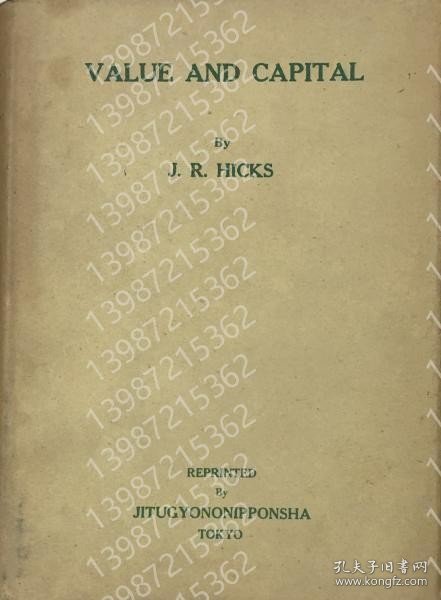 VALUE AND CAPITAL
By
J. R. HICKS
REPRINTED
By
JITUGYONONIPPONSHA
TOKYO
13987215362
13987215362
13987215362
13987215362
13987215362
13987215362
13987215362
13987215362
孔夫子旧书网
www.kongfz.com